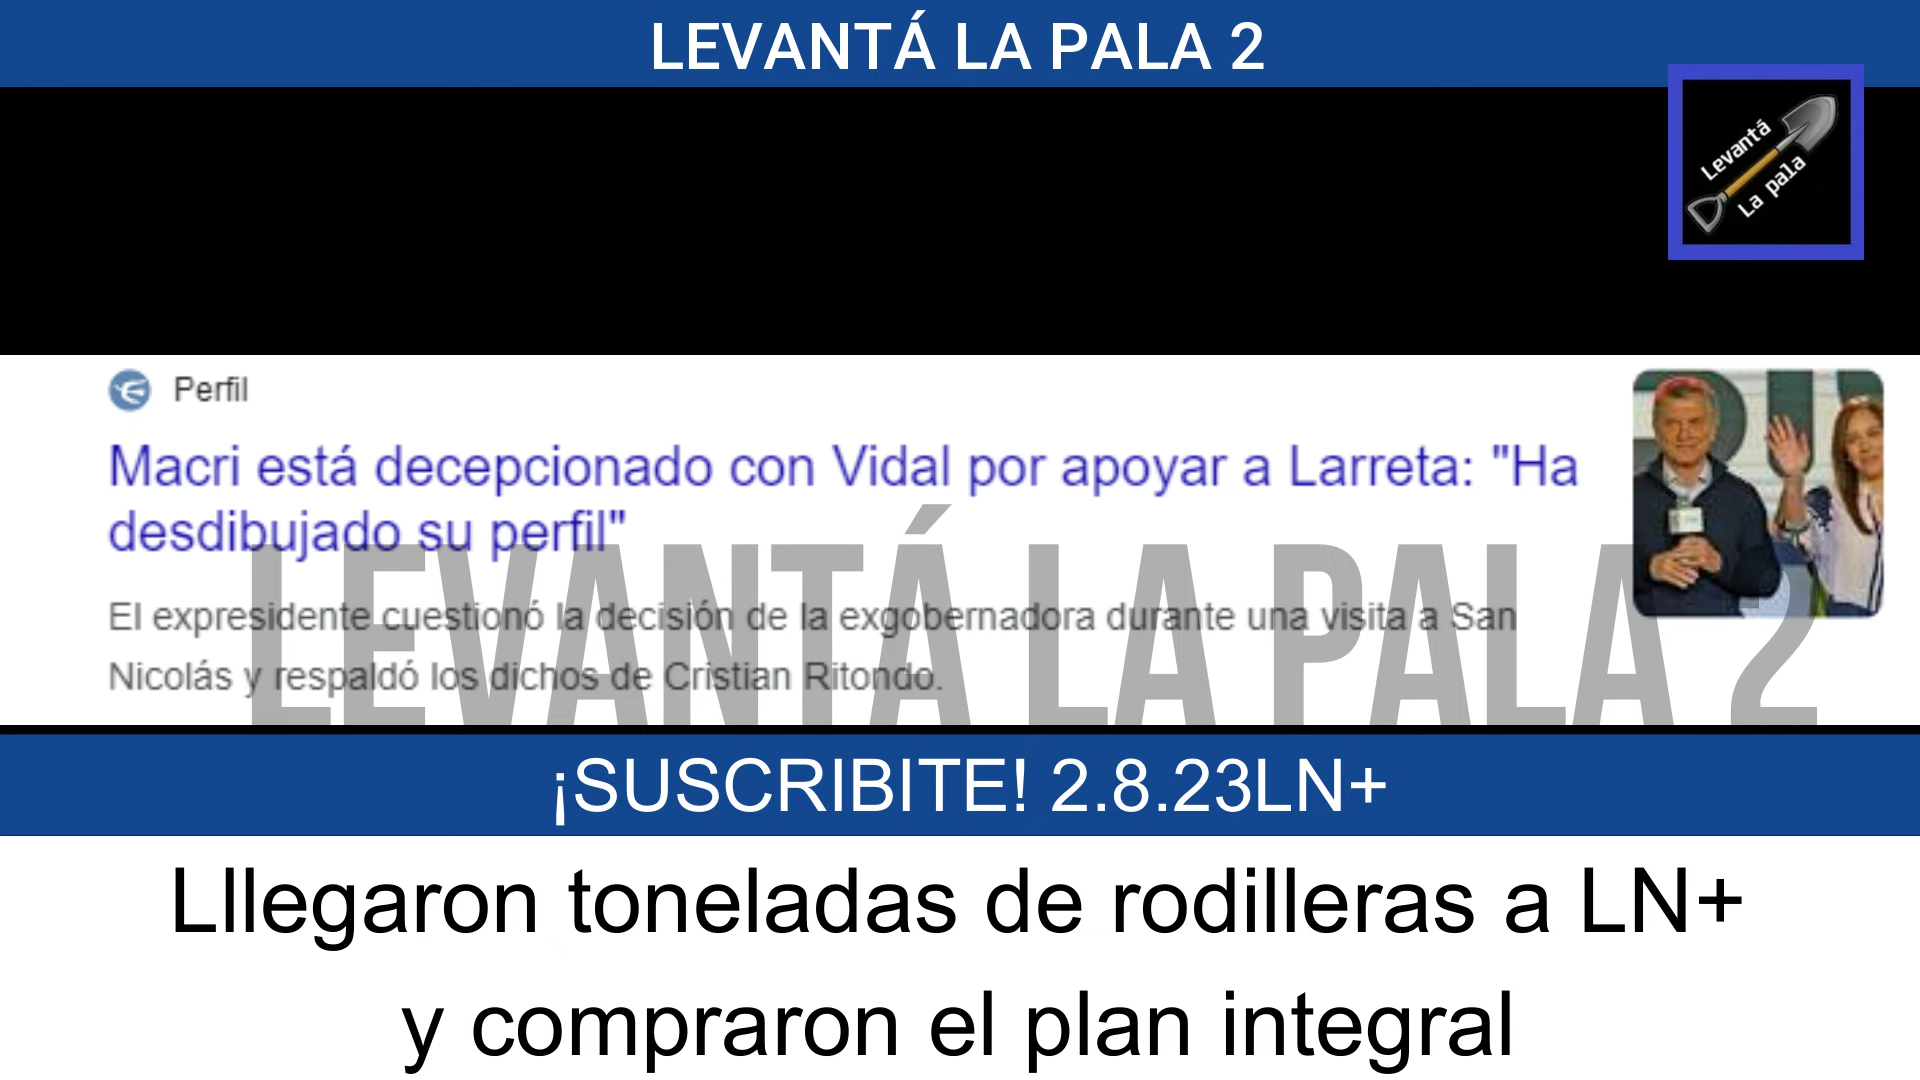 LEVANTÁ LA PALA 2
Levantá
La pala
Perfil
Macri está decepcionado con Vidal por apoyar a Larreta: "Ha
desdibujado su perfil"
El expresidente cuestionó la decisión de la exgobernadora durante una visita a San
Nicolás y respaldó los dichos de Cristian Ritondo.
LEVANTÁ LA PALA 2
¡SUSCRIBITE! 2.8.23LN+
Lllegaron toneladas de rodilleras a LN+
y compraron el plan integral